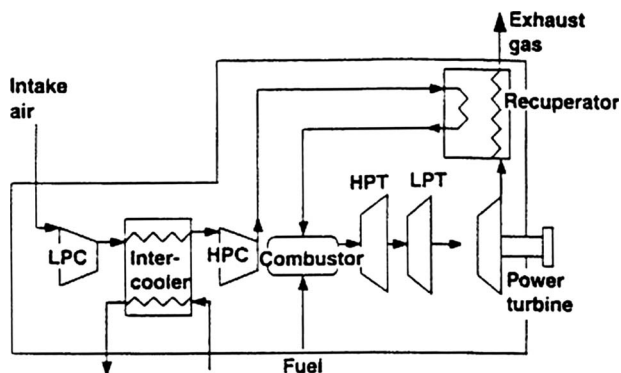 Exhaust
gas
Intake
air
Recuperator
HPT
LPT
LPC
Inter-
cooler
HPC
Combustor
Power
turbine
Fuel